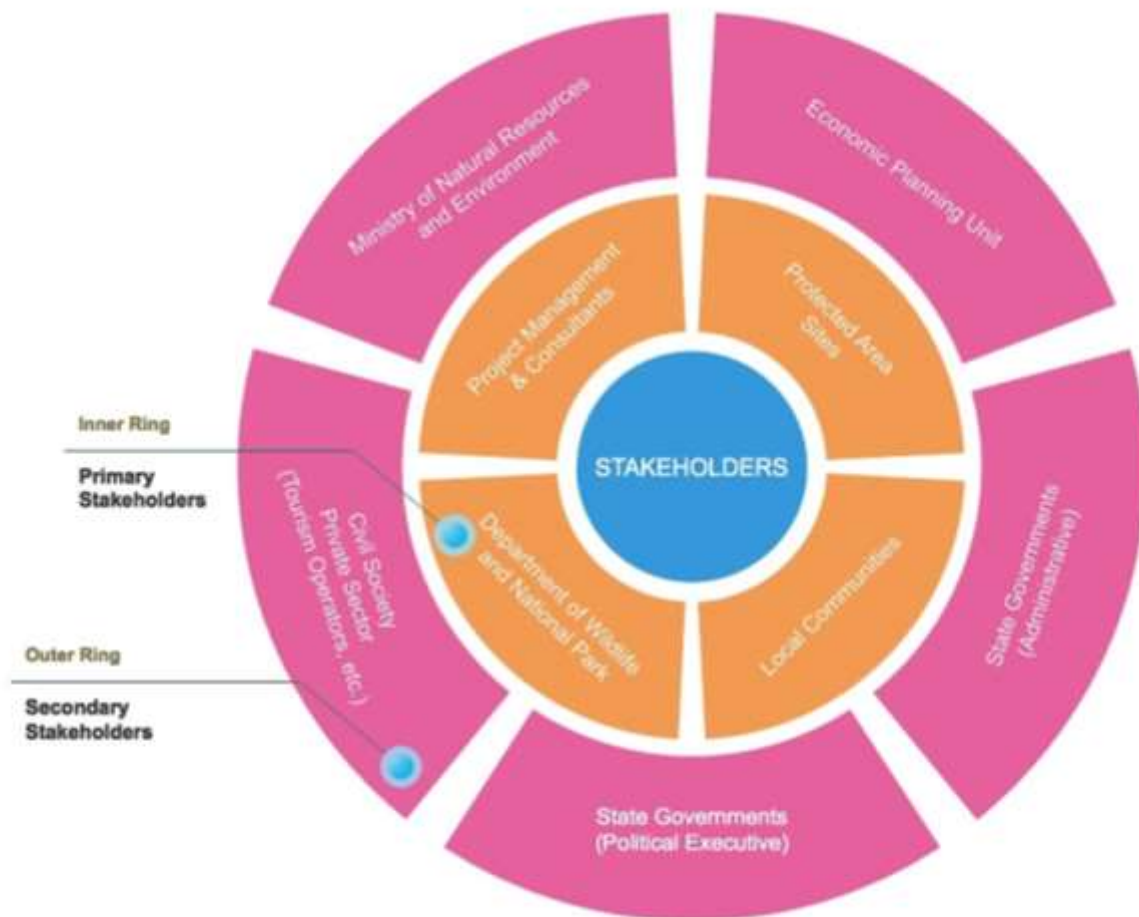 Ministry of Natural Resources
and Environment
Economic Planning Unit
Project Management
& Consultants
Protected Area
Sites
Inner Ring
Primary
Stakeholders
STAKEHOLDERS
Civil Society
Private Sector
(Tourism Operators, etc.)
Department of Wildlife
and National Park
Local Communities
State Governments
(Administrative)
Outer Ring
Secondary
Stakeholders
State Governments
(Political Executive)